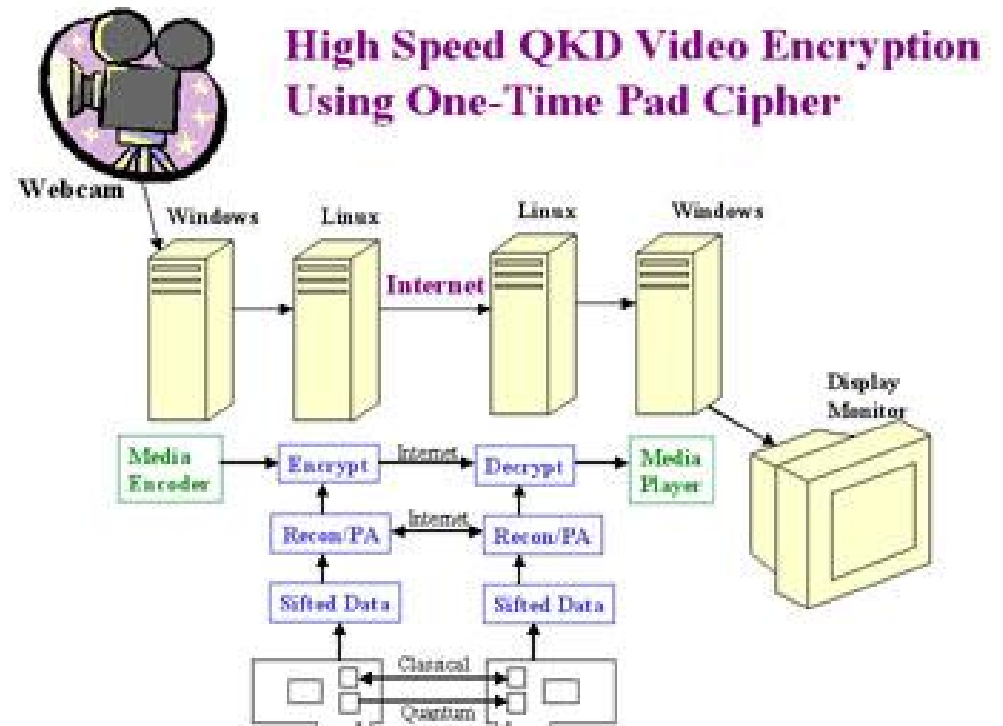 High Speed QKD Video Encryption
Using One-Time Pad Cipher
Webcam
Windows
Linux
Linux
Windows
Internet
Display
Monitor
Media
Encoder
Encrypt
Internet
Decrypt
Media
Player
Recon/PA
Internet
Recon/PA
Sifted Data
Sifted Data
Classical
Quantum